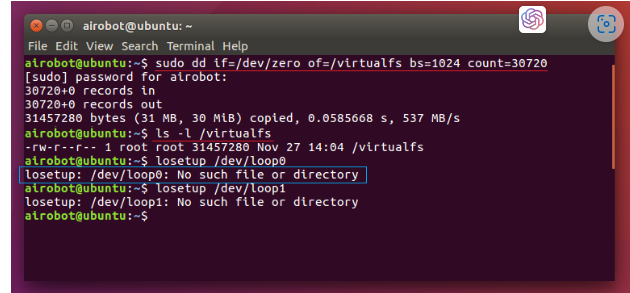 airobot@ubuntu: ~
File Edit View Search Terminal Help
airobot@ubuntu:~$ sudo dd if=/dev/zero of=/virtualfs bs=1024 count=30720
[sudo] password for airobot:
30720+0 records in
30720+0 records out
31457280 bytes (31 MB, 30 MiB) copied, 0.0585668 s, 537 MB/s
airobot@ubuntu:~$ ls -l /virtualfs
-rw-r--r-- 1 root root 31457280 Nov 27 14:04 /virtualfs
airobot@ubuntu:~$ losetup /dev/loop0
losetup: /dev/loop0: No such file or directory
airobot@ubuntu:~$ losetup /dev/loop1
losetup: /dev/loop1: No such file or directory
airobot@ubuntu:~$